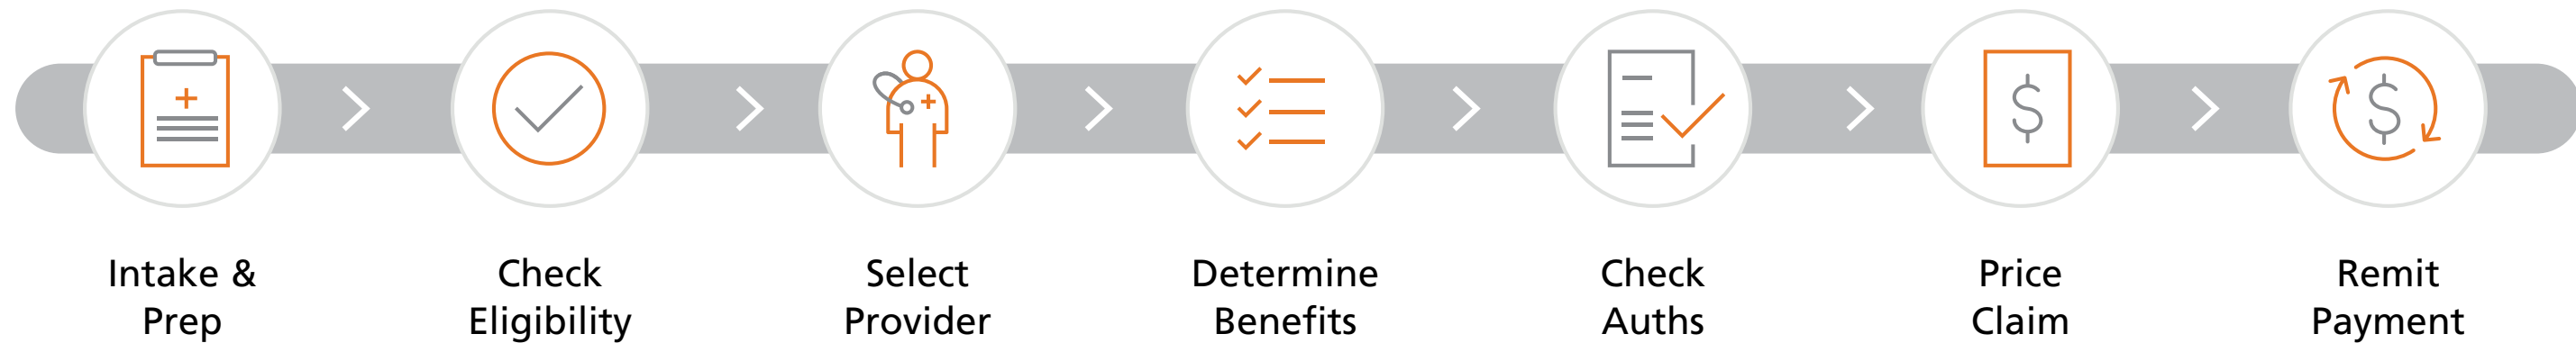 Intake &
Prep
Check
Eligibility
Select
Provider
Determine
Benefits
Check
Auths
Price
Claim
Remit
Payment